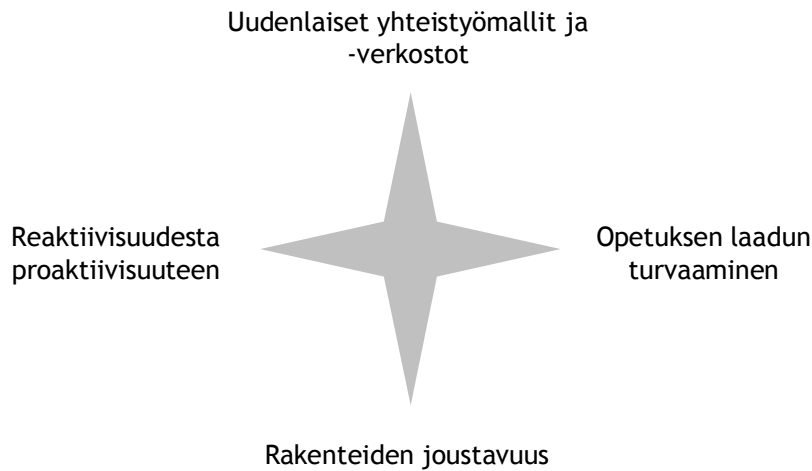 Uudenlaiset yhteistyömallit ja
-verkostot
Reaktiivisuudesta
proaktiivisuuteen
Opetuksen laadun
turvaaminen
Rakenteiden joustavuus